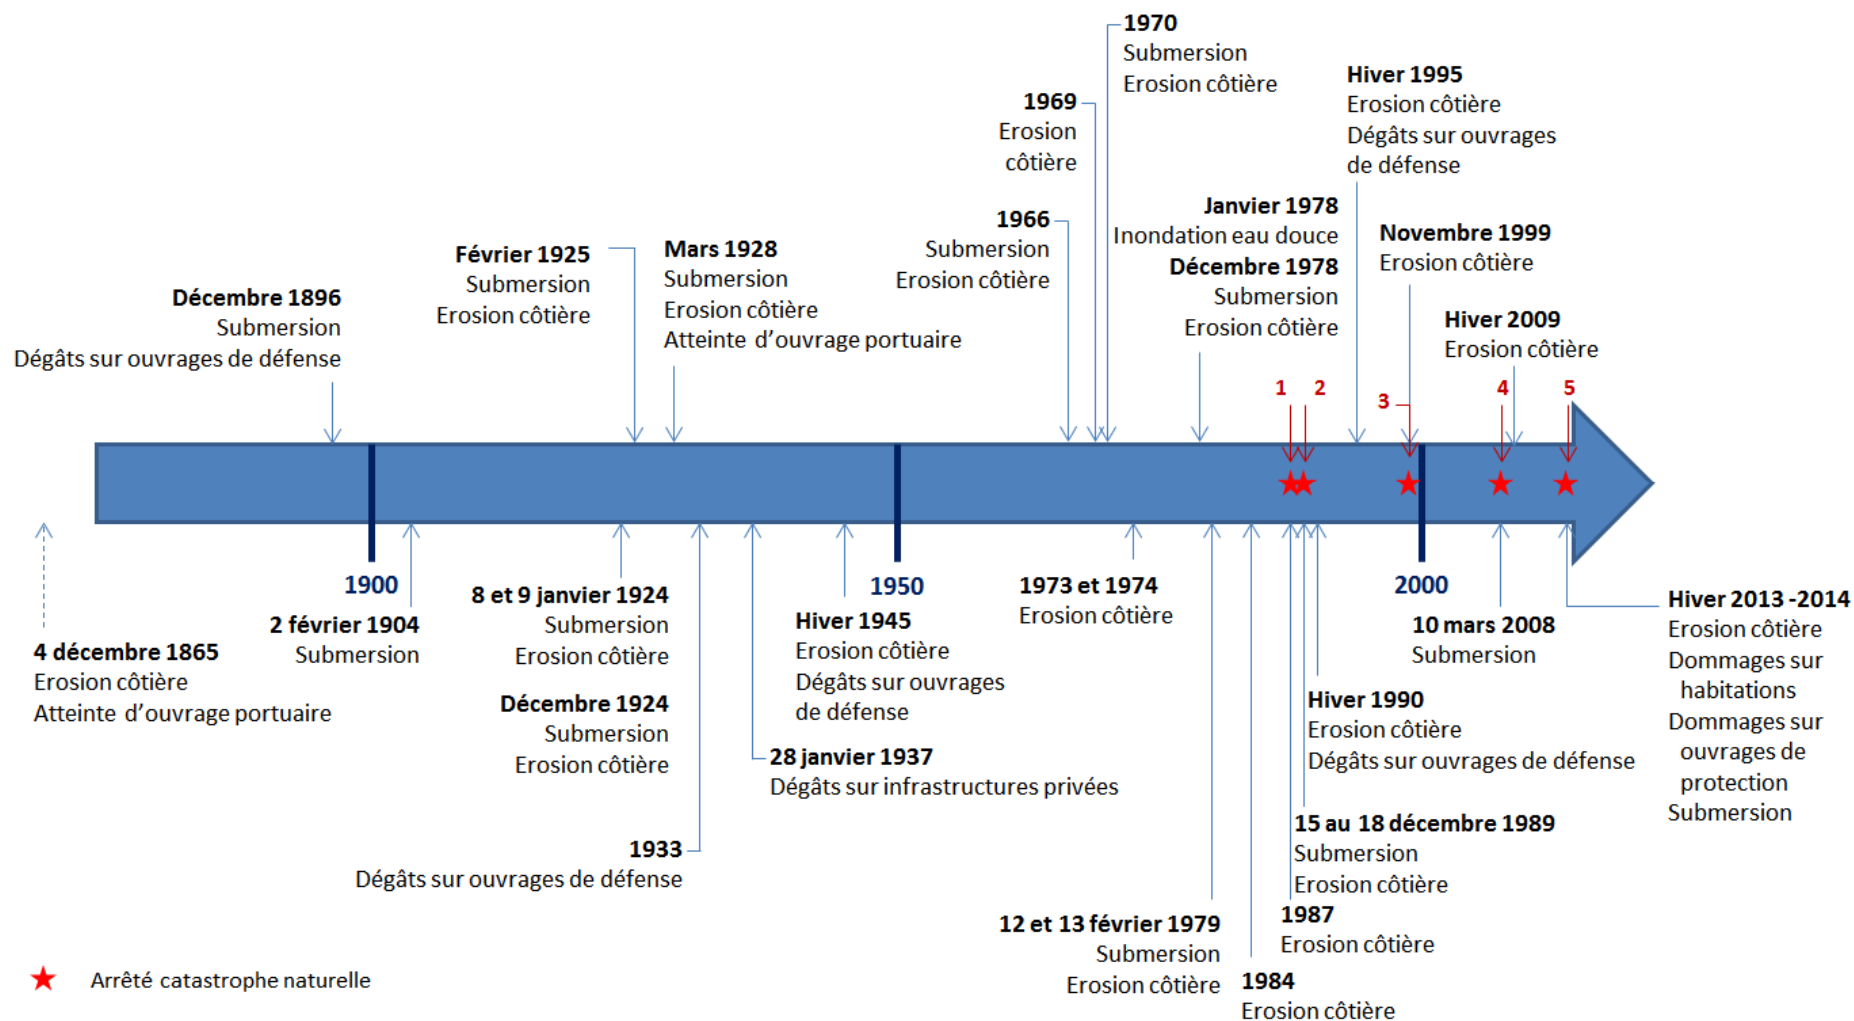 1970
Submersion
Erosion côtière
Hiver 1995
Erosion côtière
Dégâts sur ouvrages
de défense
1969
Erosion
côtière
Janvier 1978
Inondation eau douce
Décembre 1978
Submersion
Erosion côtière
1966
Submersion
Erosion côtière
Novembre 1999
Erosion côtière
Février 1925
Submersion
Erosion côtière
Mars 1928
Submersion
Erosion côtière
Atteinte d'ouvrage portuaire
Décembre 1896
Submersion
Dégâts sur ouvrages de défense
Hiver 2009
Erosion côtière
1
2
3
4
5
1900
1950
2000
4 décembre 1865
Erosion côtière
Atteinte d'ouvrage portuaire
2 février 1904
Submersion
8 et 9 janvier 1924
Submersion
Erosion côtière
Décembre 1924
Submersion
Erosion côtière
1933
Dégâts sur ouvrages de défense
28 janvier 1937
Dégâts sur infrastructures privées
Hiver 1945
Erosion côtière
Dégâts sur ouvrages
de défense
1973 et 1974
Erosion côtière
12 et 13 février 1979
Submersion
Erosion côtière
1984
Erosion côtière
1987
Erosion côtière
15 au 18 décembre 1989
Submersion
Erosion côtière
Hiver 1990
Erosion côtière
Dégâts sur ouvrages de défense
10 mars 2008
Submersion
Hiver 2013 -2014
Erosion côtière
Dommages sur
habitations
Dommages sur
ouvrages de
protection
Submersion
Arrêté catastrophe naturelle